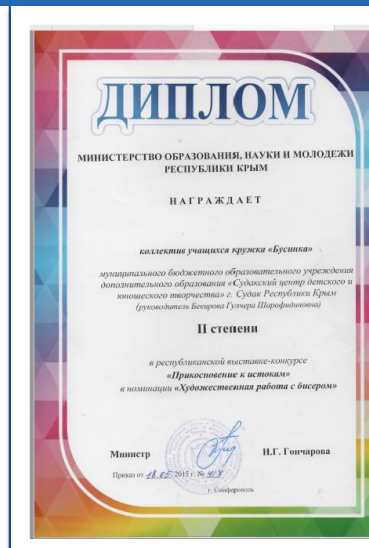 ДИПЛОМ
МИНИСТЕРСТВО ОБРАЗОВАНИЯ, НАУКИ И МОЛОДЕЖИ
РЕСПУБЛИКИ КРЫМ
НАГРАЖДАЕТ
коллектив учащихся кружка «Бусинка»
муниципального бюджетного образовательного учреждения
дополнительного образования «Судакский центр детского и
юношеского творчества» г. Судак Республики Крым
(руководитель Бекирова Гулчера Шарофидиновна)
II степени
в республиканской выставке-конкурсе
«Прикосновение к истокам»
в номинации «Художественная работа с бисером»
Министр Н.Г. Гончарова
Приказ от 18.05.2015 г. № 417
г. Симферополь